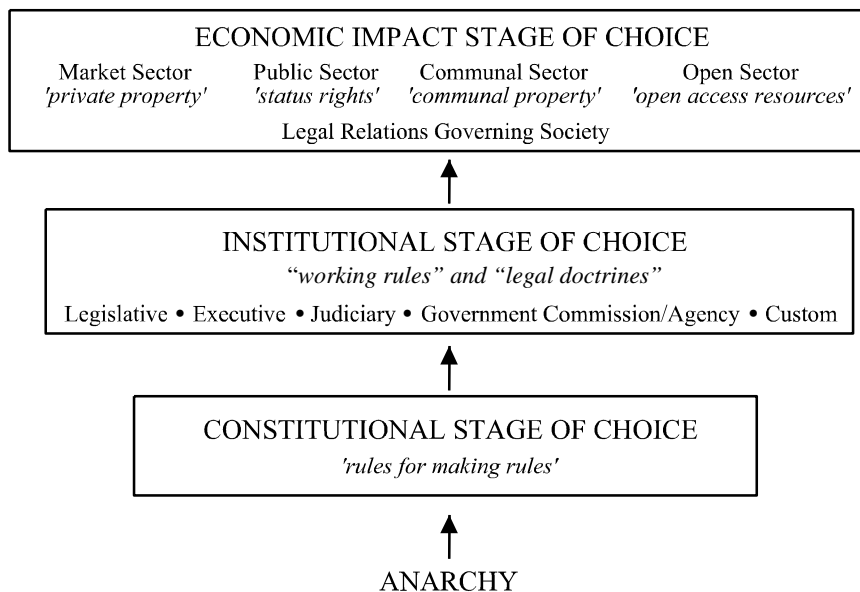 ECONOMIC IMPACT STAGE OF CHOICE
Market Sector Public Sector Communal Sector Open Sector
'private property' 'status rights' 'communal property' 'open access resources'
Legal Relations Governing Society
INSTITUTIONAL STAGE OF CHOICE
“working rules” and “legal doctrines”
Legislative • Executive • Judiciary • Government Commission/Agency • Custom
CONSTITUTIONAL STAGE OF CHOICE
'rules for making rules'
ANARCHY